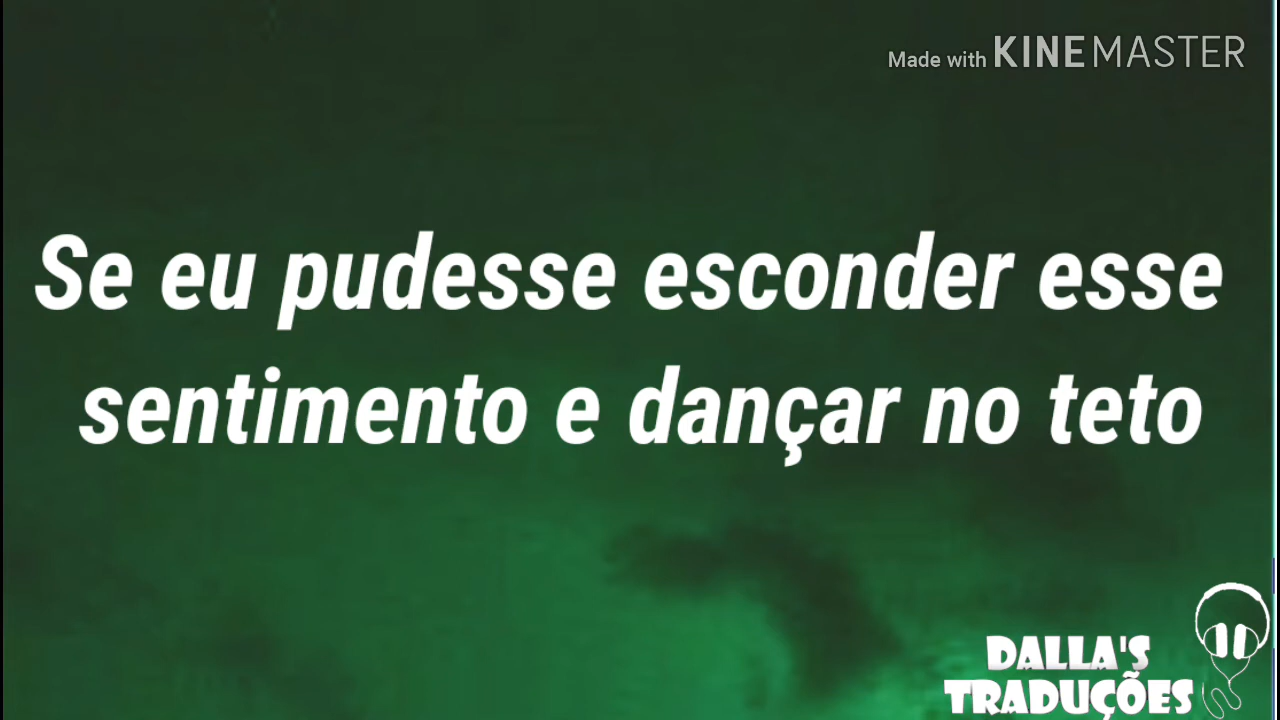 Made with KINEMASTER
Se eu pudesse esconder esse
sentimento e dançar no teto
DALLA'S
TRADUÇÕES